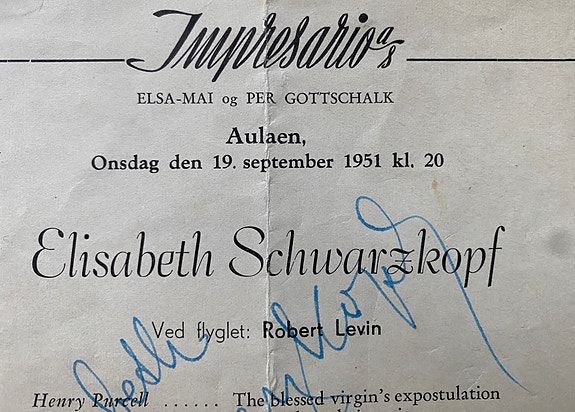 Impresario a/s
ELSA-MAI og PER GOTTSCHALK
Aulaen,
Onsdag den 19. september 1951 kl. 20
Elisabeth Schwarzkopf
Ved flyglet: Robert Levin
Henry Purcell ...... The blessed virgin's expostulation